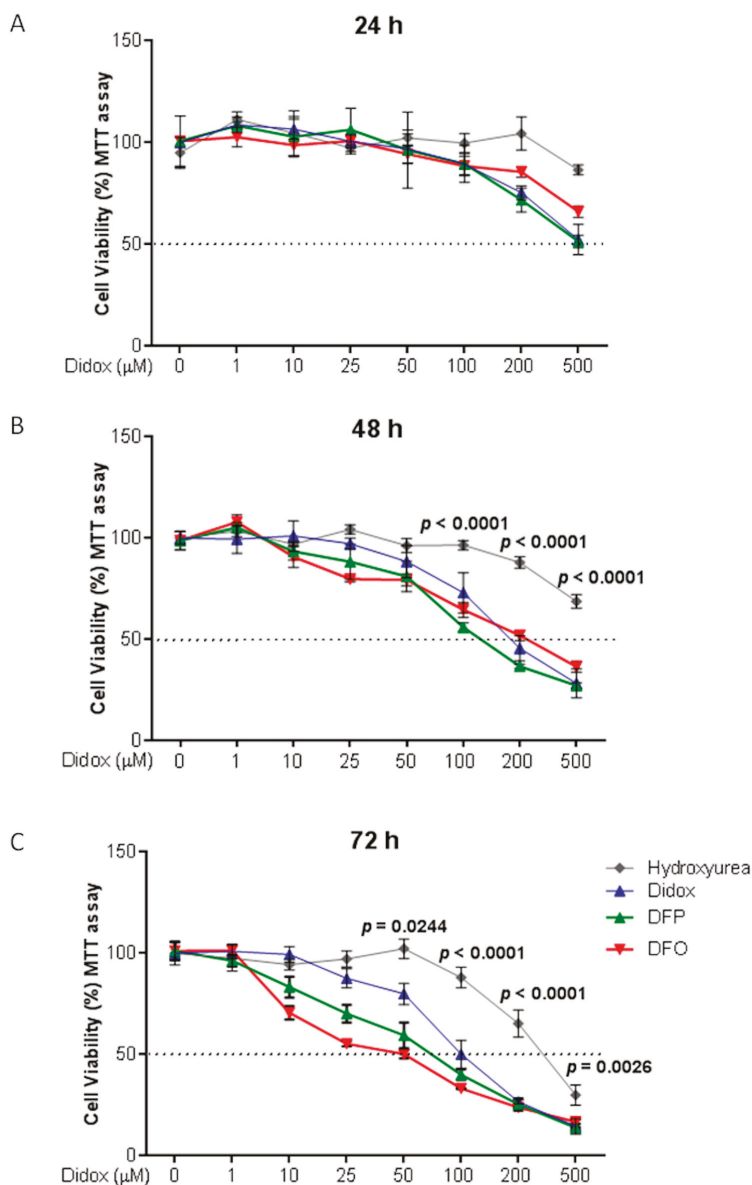 A
24 h
Cell Viability (%) MTT assay
150
100
50
0
Didox (μM) 0 1 10 25 50 100 200 500
B
48 h
Cell Viability (%) MTT assay
150
100
50
0
p < 0.0001
p < 0.0001
p < 0.0001
Didox (μM) 0 1 10 25 50 100 200 500
C
72 h
Cell Viability (%) MTT assay
150
100
50
0
p = 0.0244
p < 0.0001
p < 0.0001
p = 0.0026
Hydroxyurea
Didox
DFP
DFO
Didox (μM) 0 1 10 25 50 100 200 500